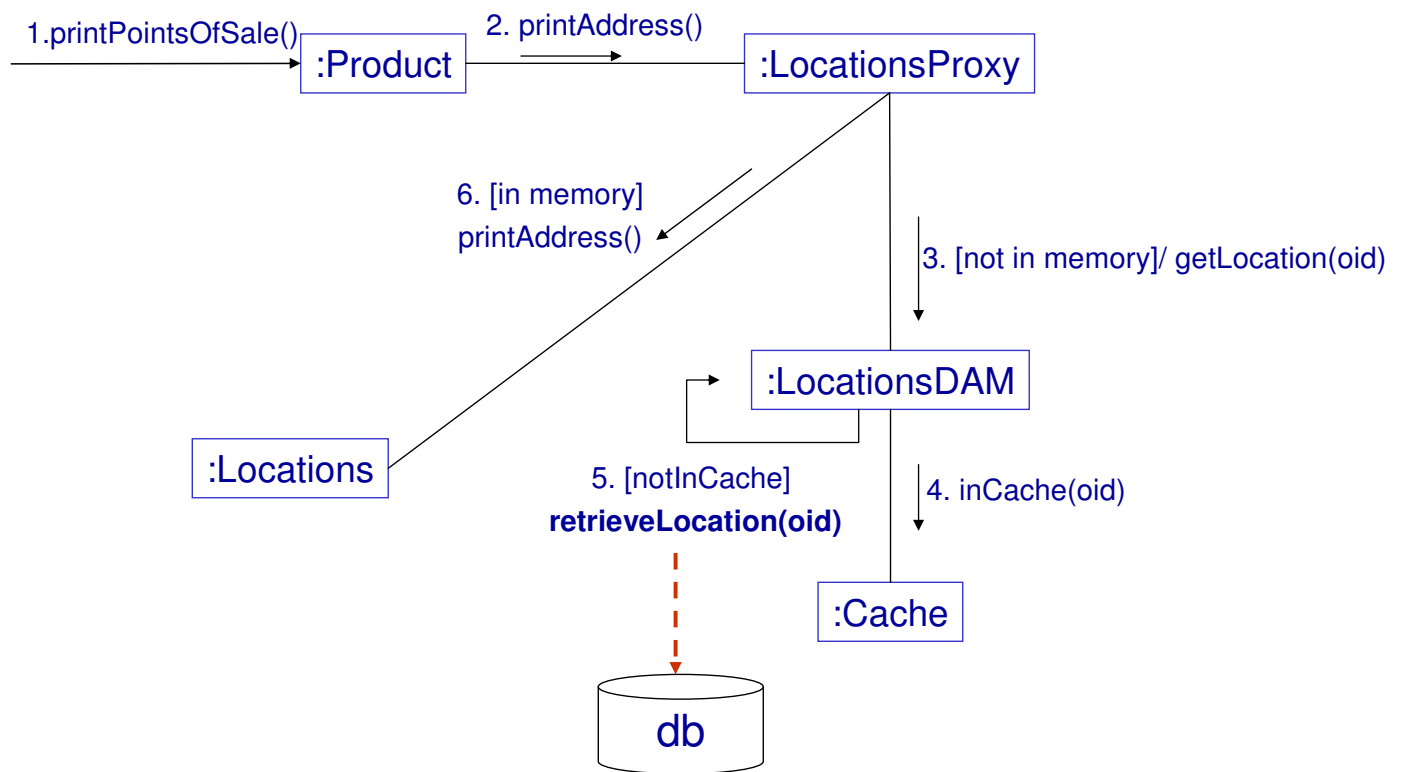 1.printPointsOfSale()
2. printAddress()
:Product
:LocationsProxy
6. [in memory]
printAddress()
3. [not in memory]/ getLocation(oid)
:LocationsDAM
:Locations
5. [notInCache]
retrieveLocation(oid)
4. inCache(oid)
:Cache
db